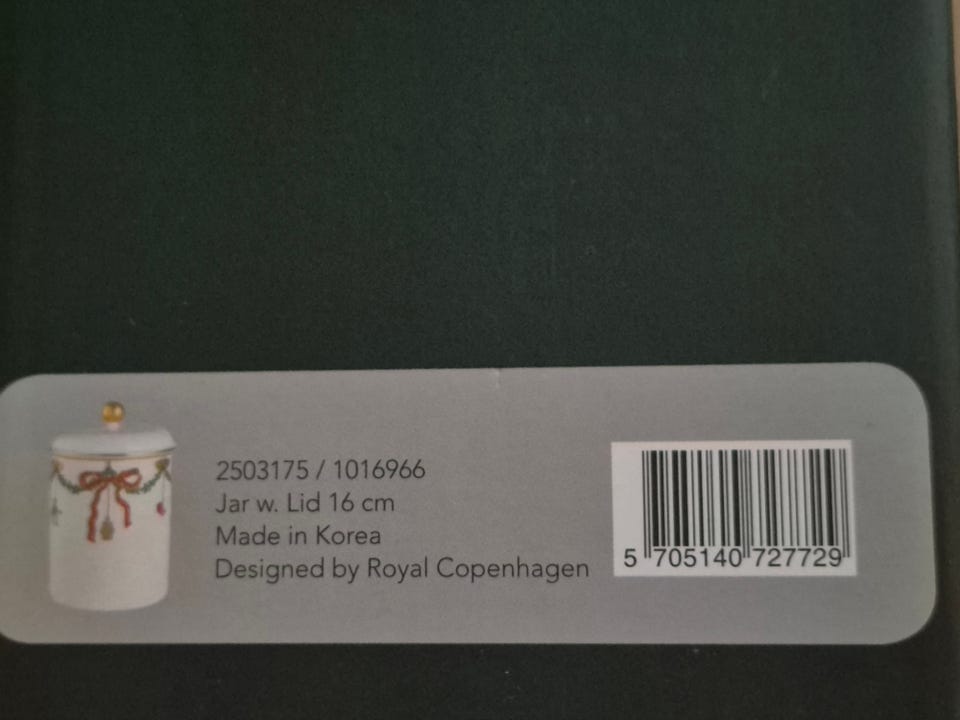 2503175 / 1016966
Jar w. Lid 16 cm
Made in Korea
Designed by Royal Copenhagen
5 705140 727729